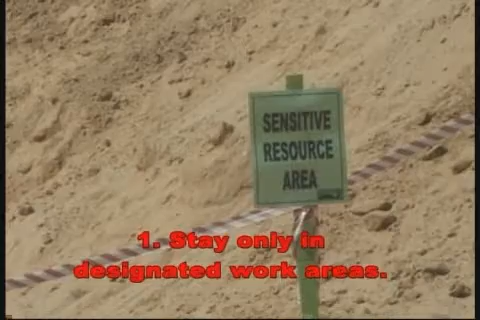 SENSITIVE
RESOURCE
AREA
1. Stay only in
designated work areas.